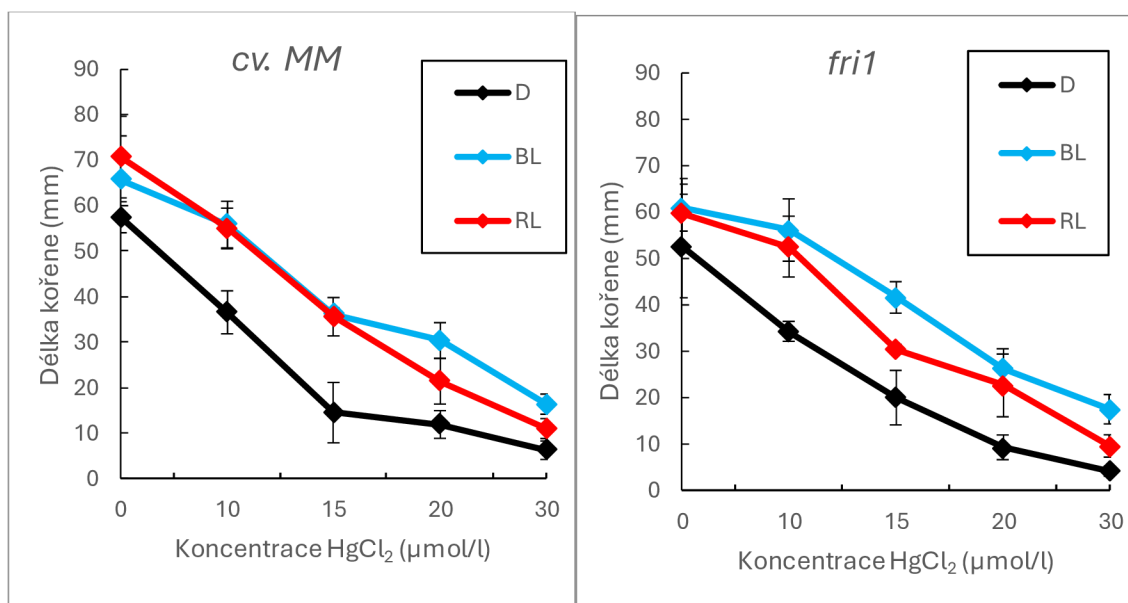 cv. MM
90
80
70
60
50
40
30
20
10
0
Délka kořene (mm)
0 10 15 20 30
Koncentrace HgCl₂ (µmol/l)
D
BL
RL
fri1
90
80
70
60
50
40
30
20
10
0
Délka kořene (mm)
0 10 15 20 30
Koncentrace HgCl₂ (µmol/l)
D
BL
RL